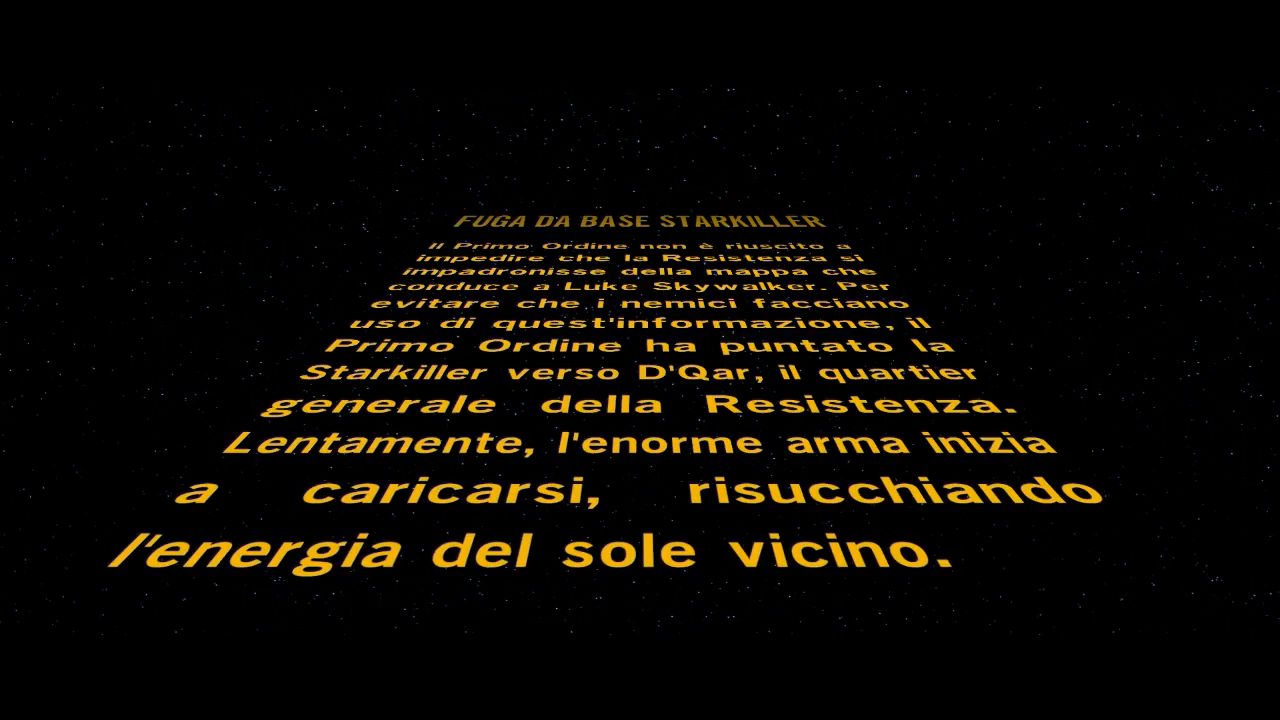 FUGA DA BASE STARKILLER
Il Primo Ordine non è riuscito a
impedire che la Resistenza si
impadronisse della mappa che
conduce a Luke Skywalker. Per
evitare che i nemici facciano
uso di quest'informazione, il
Primo Ordine ha puntato la
Starkiller verso D'Qar, il quartier
generale della Resistenza.
Lentamente, l'enorme arma inizia
a caricarsi, risucchiando
l'energia del sole vicino.